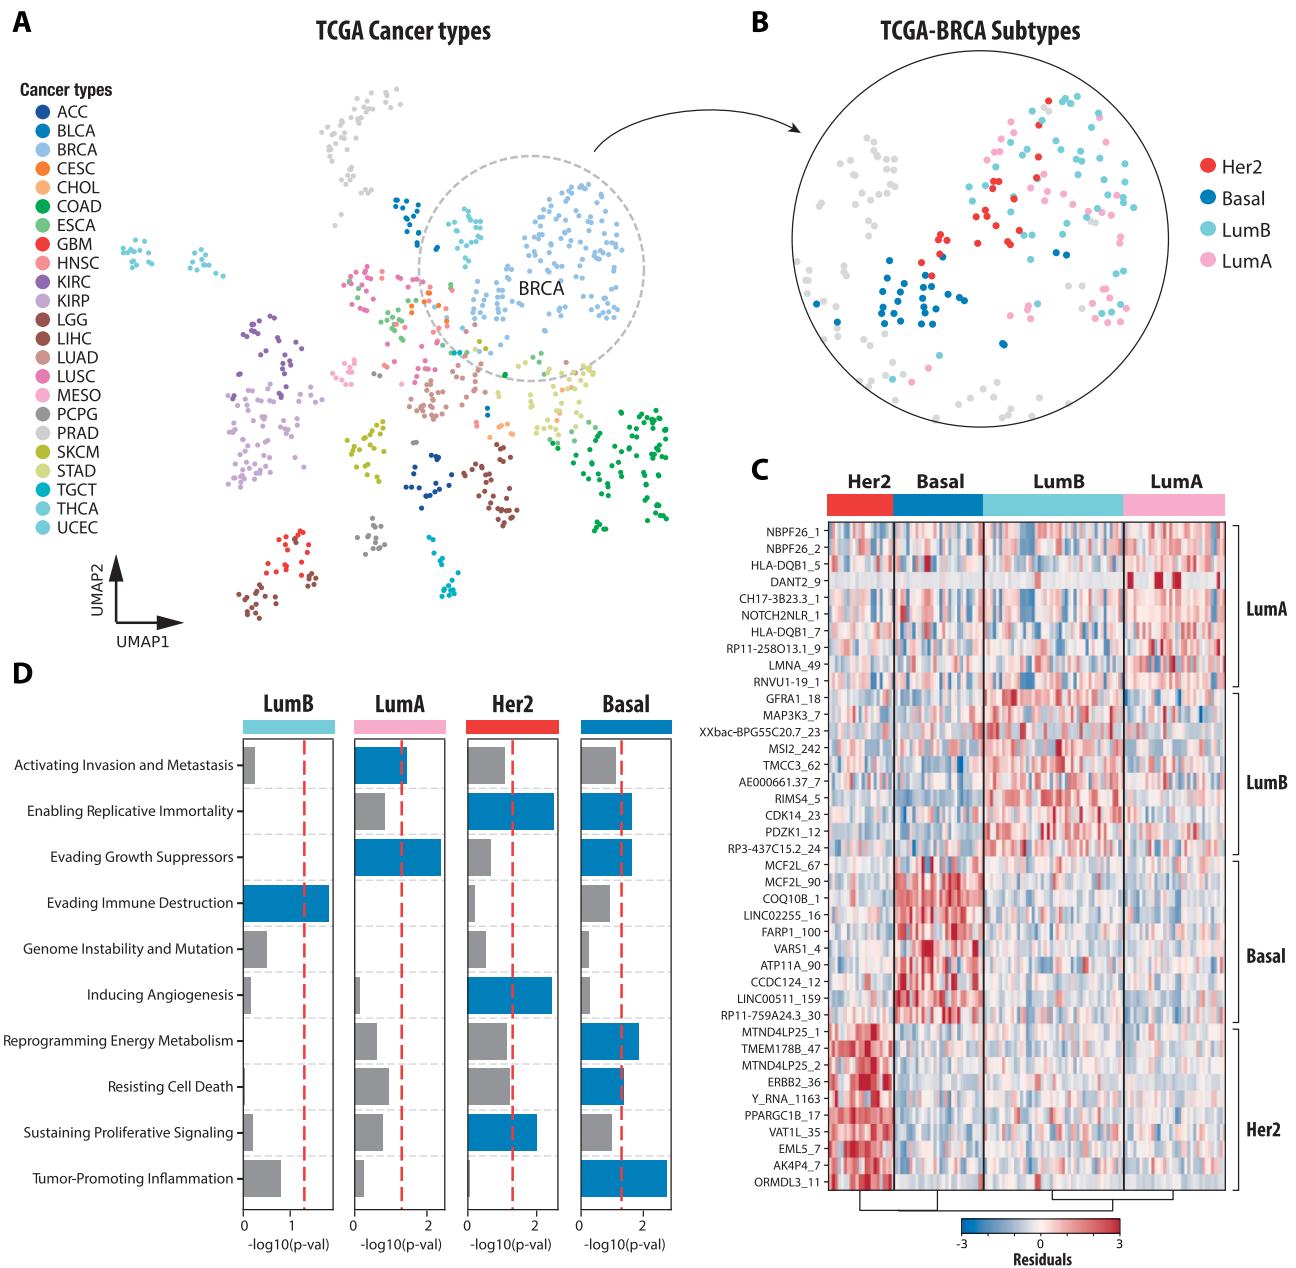 A
TCGA Cancer types
Cancer types
ACC
BLCA
BRCA
CESC
CHOL
COAD
ESCA
GBM
HNSC
KIRC
KIRP
LGG
LIHC
LUAD
LUSC
MESO
PCPG
PRAD
SKCM
STAD
TGCT
THCA
UCEC
BRCA
UMAP2
UMAP1
B
TCGA-BRCA Subtypes
Her2
Basal
LumB
LumA
C
Her2 Basal LumB LumA
NBPF26_1
NBPF26_2
HLA-DQB1_5
DANT2_9
CH17-3B23.3_1
NOTCH2NLR_1
HLA-DQB1_7
RP11-258O13.1_9
LMNA_49
RNVU1-19_1
GFRA1_18
MAP3K3_7
XXbac-BPG55C20.7_23
MSI2_242
TMCC3_62
AE000661.37_7
RIMS4_5
CDK14_23
PDZK1_12
RP3-437C15.2_24
MCF2L_67
MCF2L_90
COQ10B_1
LINC02255_16
FARP1_100
VARS1_4
ATP11A_90
CCDC124_12
LINC00511_159
RP11-759A24.3_30
MTND4LP25_1
TMEM178B_47
MTND4LP25_2
ERBB2_36
Y_RNA_1163
PPARGC1B_17
VAT1L_35
EML5_7
AK4P4_7
ORMDL3_11
LumA
LumB
Basal
Her2
-3 0 3
Residuals
D
LumB LumA Her2 Basal
Activating Invasion and Metastasis
Enabling Replicative Immortality
Evading Growth Suppressors
Evading Immune Destruction
Genome Instability and Mutation
Inducing Angiogenesis
Reprogramming Energy Metabolism
Resisting Cell Death
Sustaining Proliferative Signaling
Tumor-Promoting Inflammation
0 1 0 2 0 2 0 2
-log10(p-val) -log10(p-val) -log10(p-val) -log10(p-val)